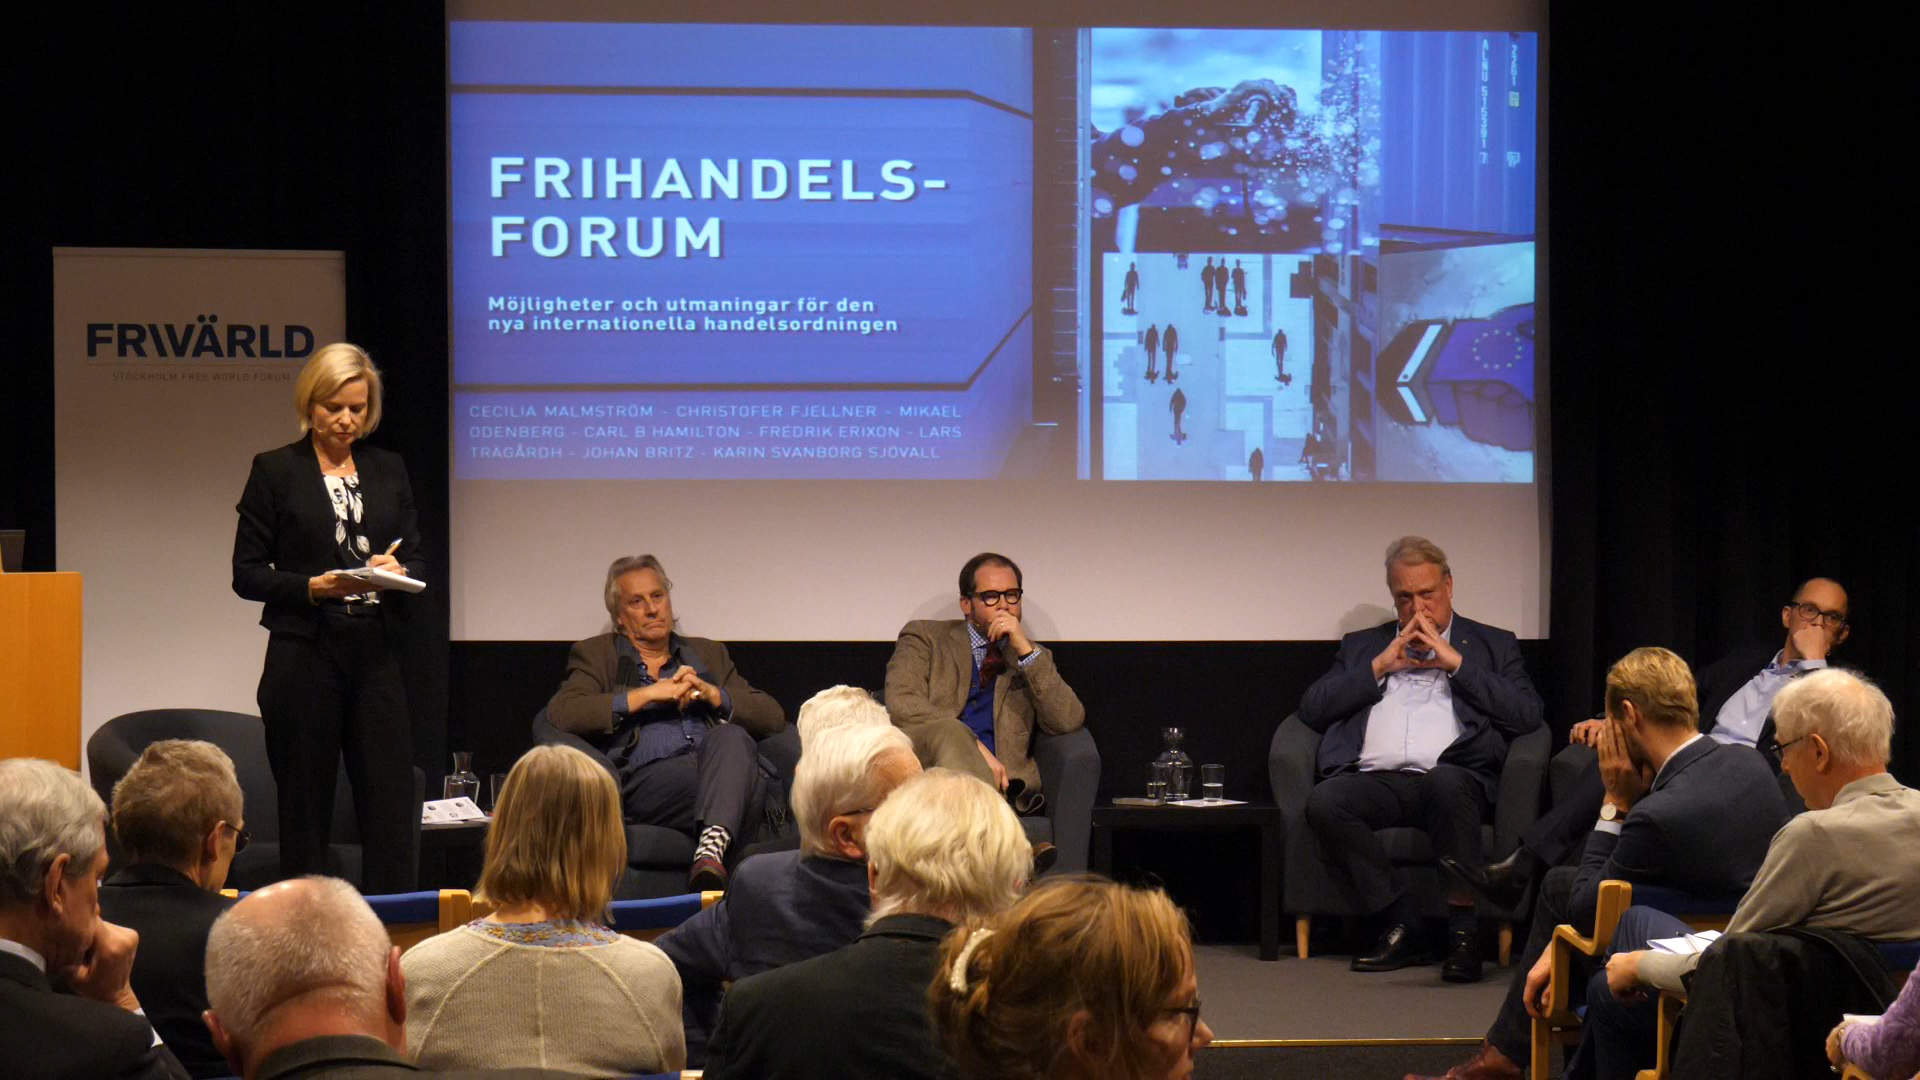 FRIHANDELS-
FORUM
Möjligheter och utmaningar för den
nya internationella handelsordningen
CECILIA MALMSTRÖM - CHRISTOFER FJELLNER - MIKAEL
ODENBERG - CARL B HAMILTON - FREDRIK ERIXON - LARS
TRÄGÅRDH - JOHAN BRITZ - KARIN SVANBORG SJÖVALL
FRIVÄRLD
STOCKHOLM FREE WORLD FORUM